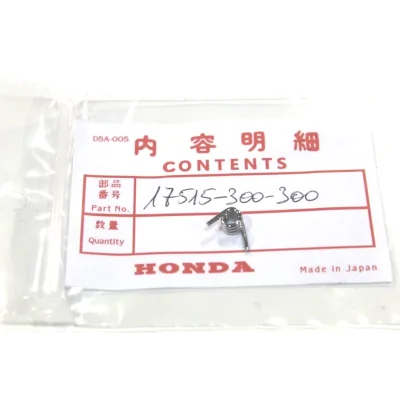 D5A-005
内容明細
CONTENTS
部品
番号
Part No.
17515-300-300
数量
Quantity
HONDA
Made in Japan